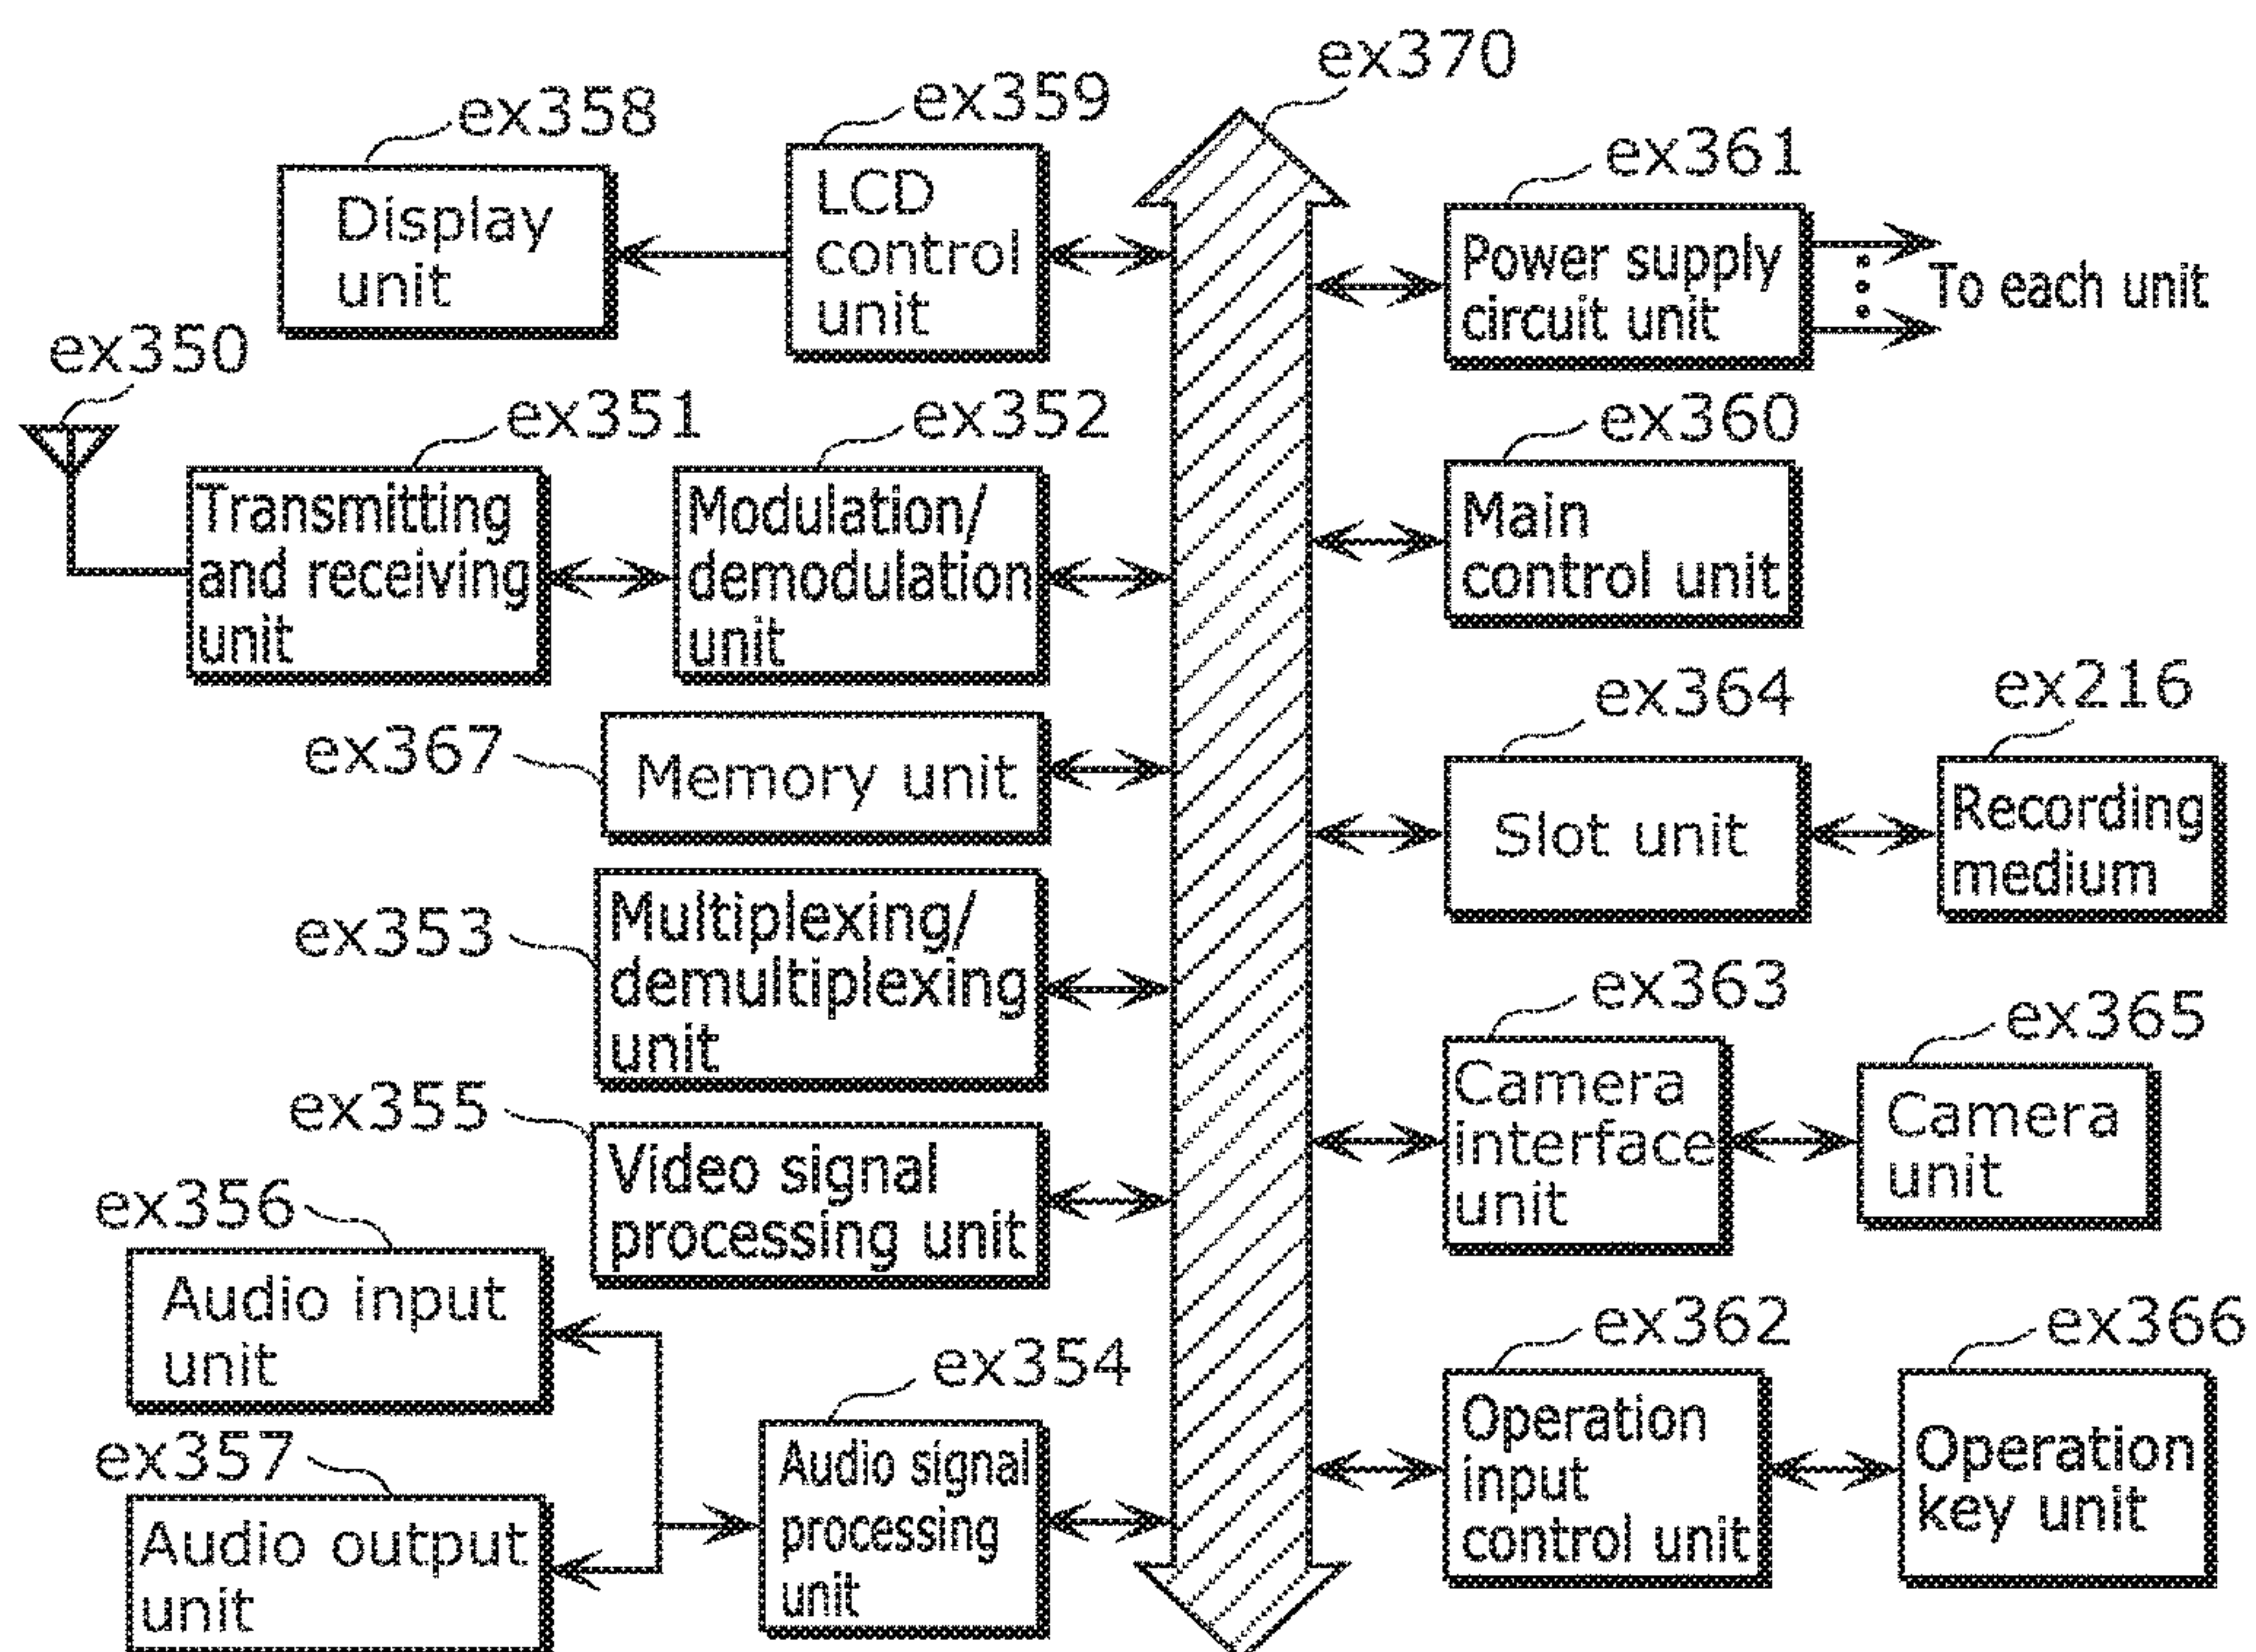 ex370
ex358
ex359
ex361
Display
unit
LCD
control
unit
Power supply
circuit unit
To each unit
ex350
ex351
ex352
ex360
Transmitting
and receiving
unit
Modulation/
demodulation
unit
Main
control unit
ex367
Memory unit
ex364
ex216
Slot unit
Recording
medium
ex353
Multiplexing/
demultiplexing
unit
ex363
ex365
Camera
interface
unit
Camera
unit
ex355
Video signal
processing unit
ex356
Audio input
unit
ex354
ex362
ex366
Audio signal
processing
unit
Operation
input
control unit
Operation
key unit
ex357
Audio output
unit